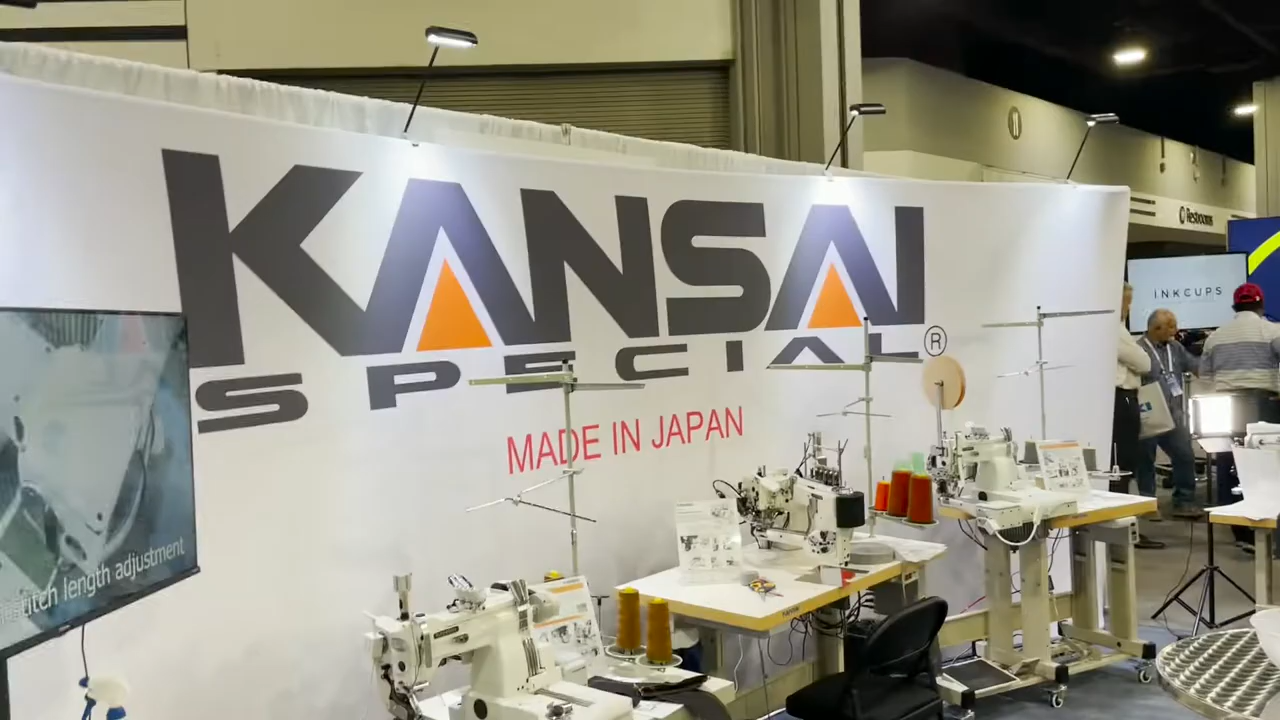 KANSAI
SPECIAL
®
MADE IN JAPAN
stitch length adjustment
Restrooms
INKCUPS